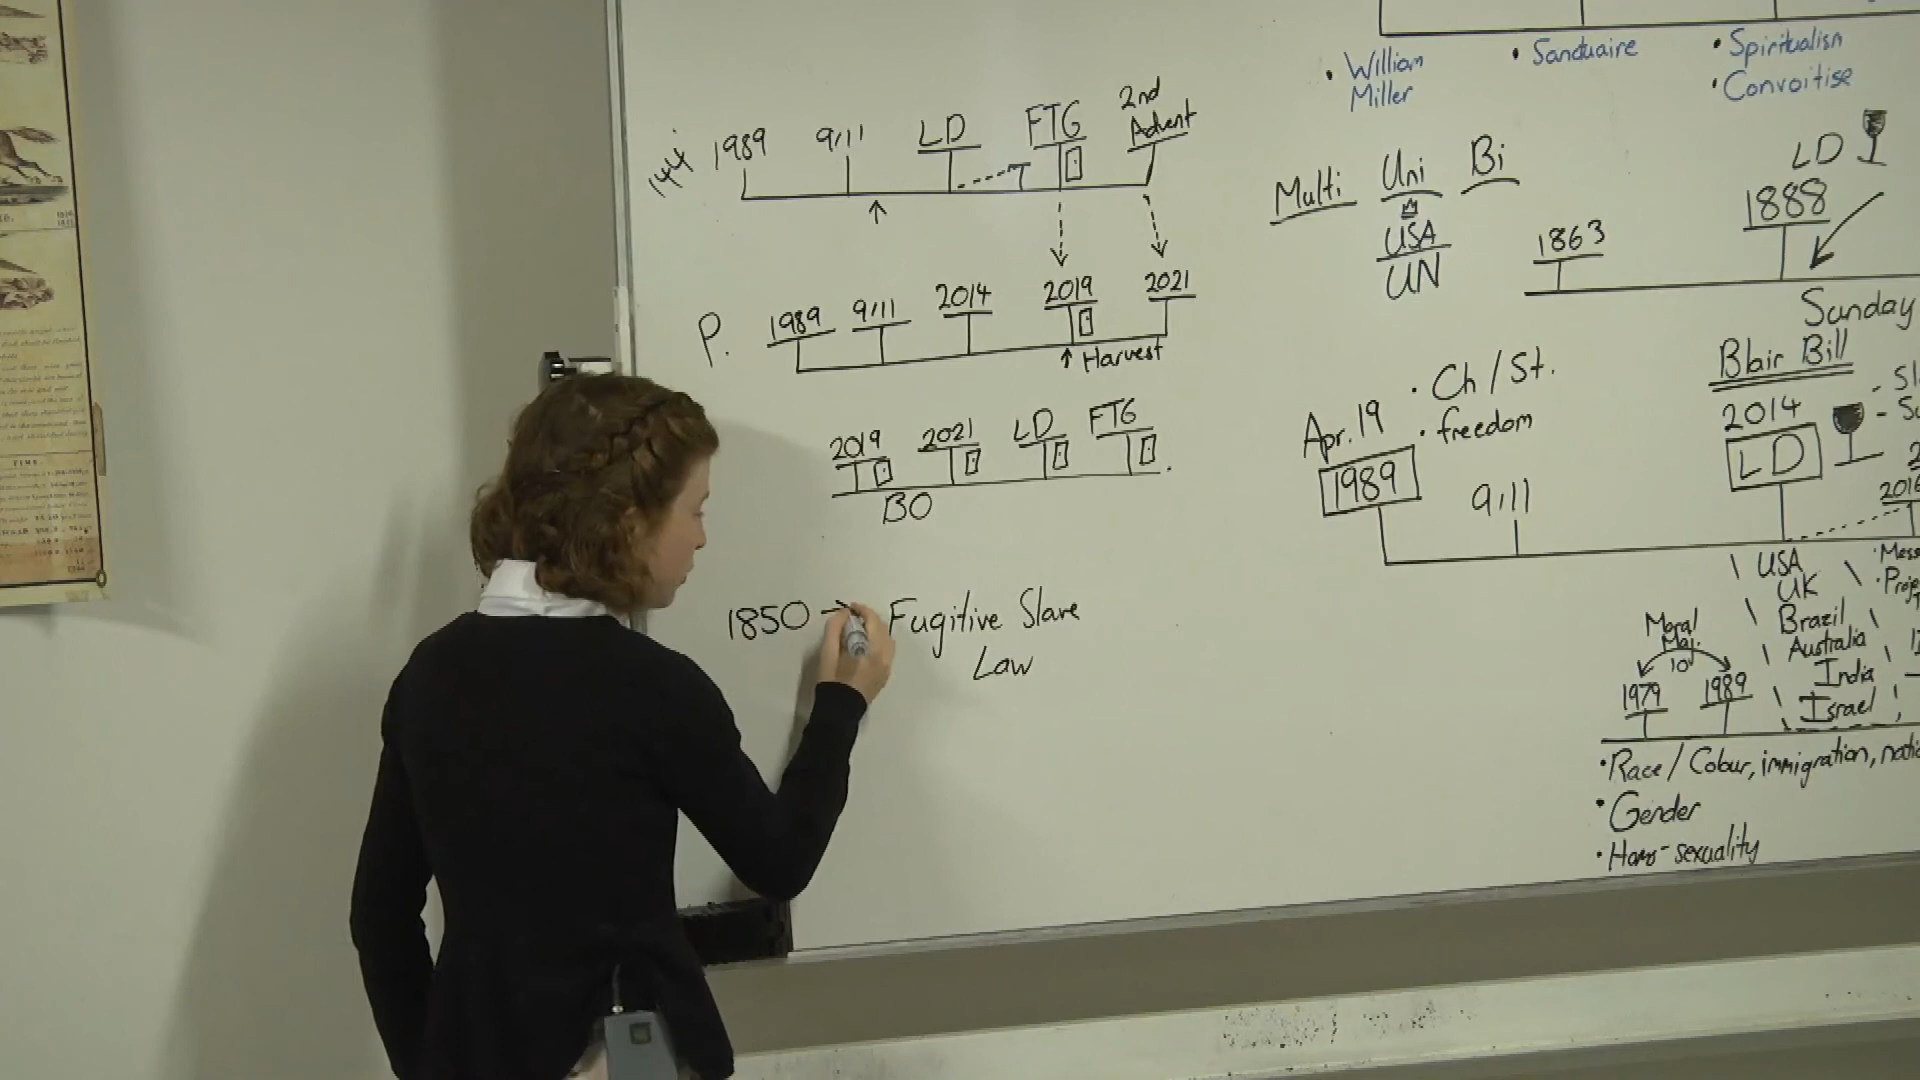 William
Miller
Sanctuaire
Spiritualism
Convoitise
144
1989
9/11
LD
FTG
2nd
Advent
P.
1989
9/11
2014
2019
2021
Harvest
2019
2021
LD
FTG
BO
1850 → Fugitive Slave
Law
Multi
Uni
Bi
USA
UN
LD
1888
1863
Sunday
Blair Bill
2014
LD
Apr. 19
1989
9/11
• Ch / St.
• freedom
2016
USA
UK
Brazil
Australia
India
Israel
Moral
Maj.
10
1979
1989
• Race / Colour, immigration,
• Gender
• Homo-sexuality